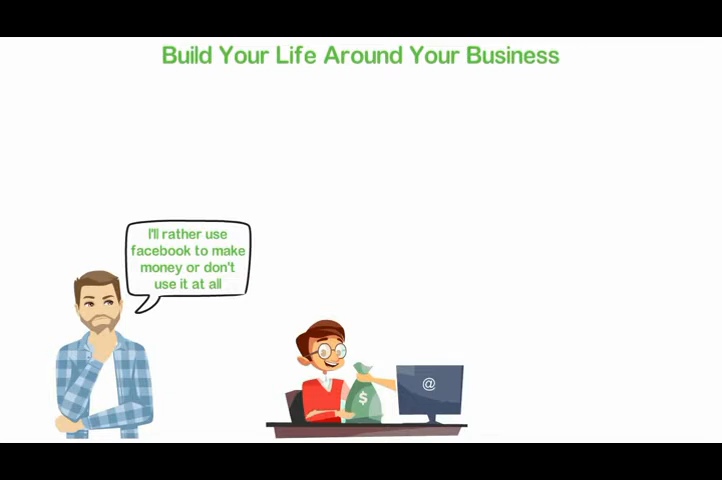 Build Your Life Around Your Business
I'll rather use
facebook to make
money or don't
use it at all
$
@